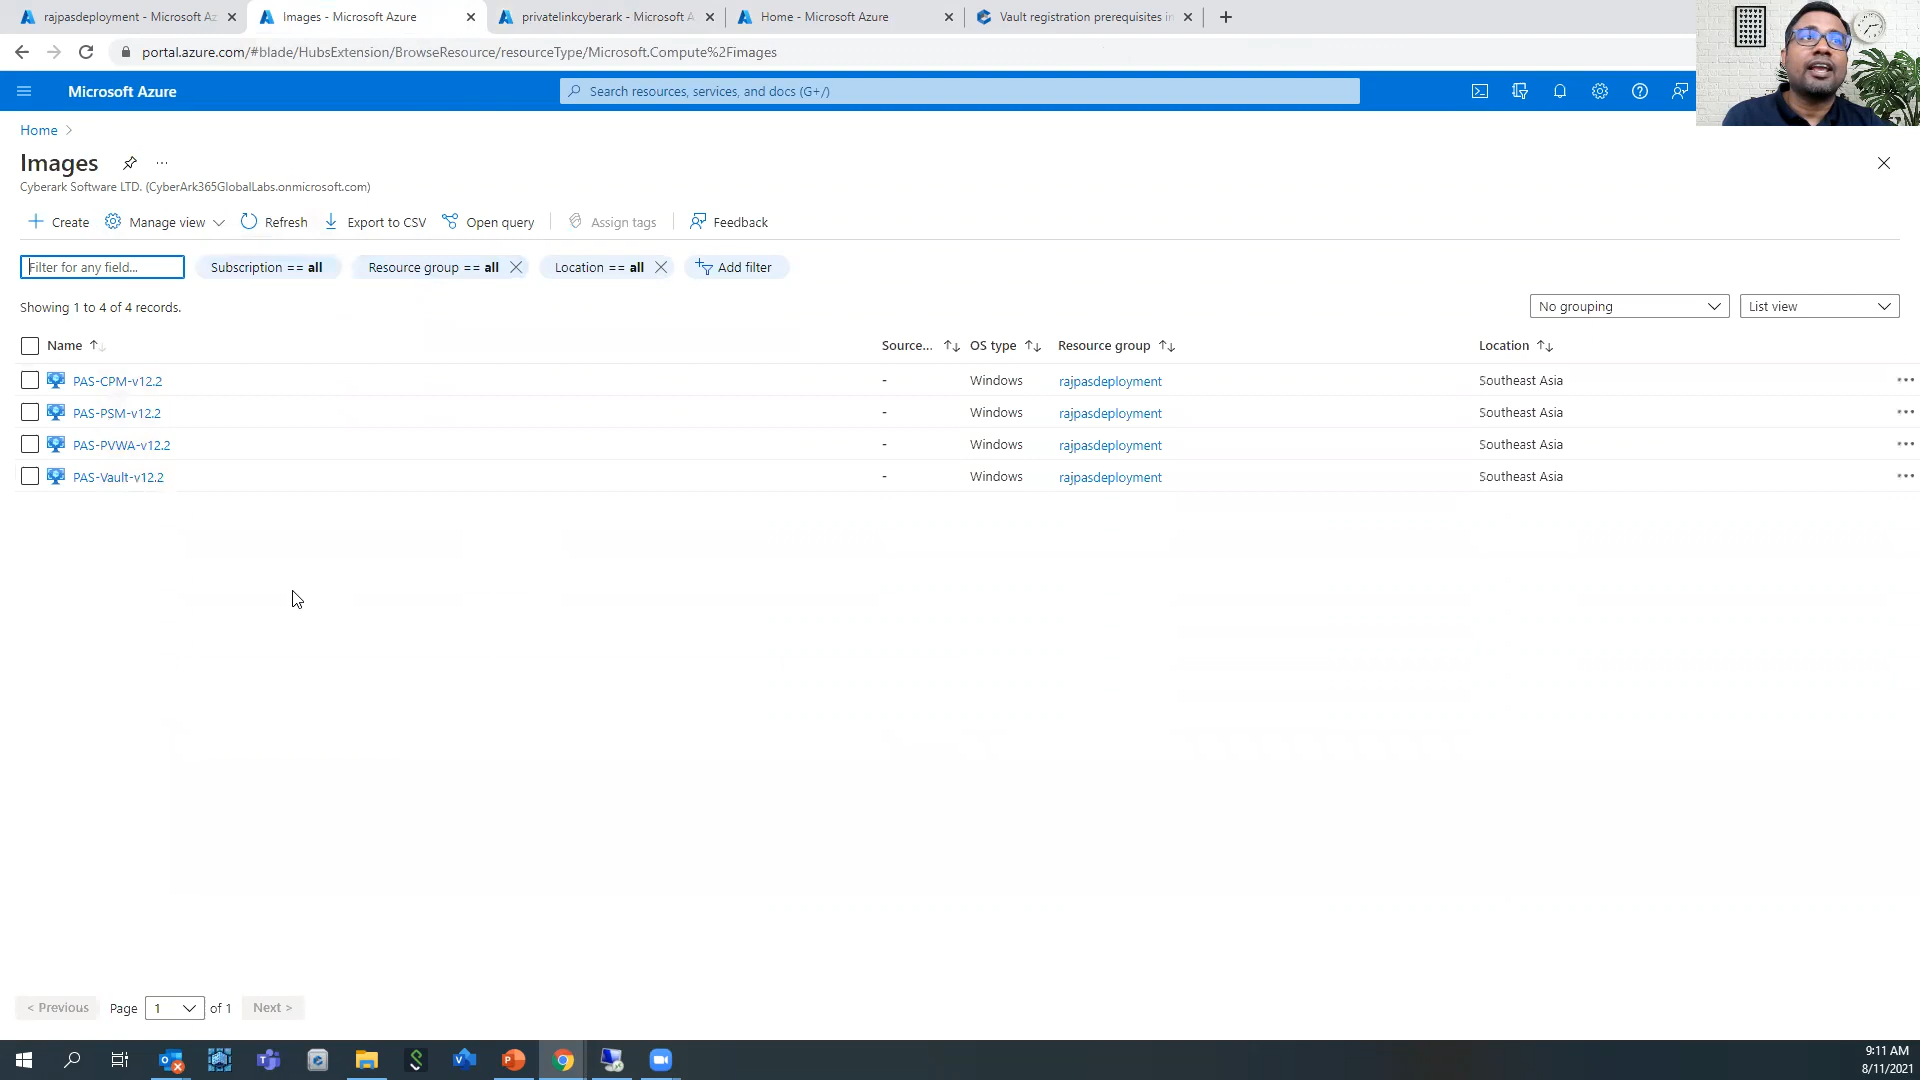 rajpasdeployment - Microsoft Az
Images - Microsoft Azure
privatelinkcyberark - Microsoft A
Home - Microsoft Azure
Vault registration prerequisites in
portal.azure.com/#blade/HubsExtension/BrowseResource/resourceType/Microsoft.Compute%2Fimages
Microsoft Azure
Search resources, services, and docs (G+/)
Home >
Images
Cyberark Software LTD. (CyberArk365GlobalLabs.onmicrosoft.com)
Create Manage view Refresh Export to CSV Open query Assign tags Feedback
Filter for any field... Subscription == all Resource group == all Location == all Add filter
Showing 1 to 4 of 4 records.
No grouping List view
Name Source... OS type Resource group Location
PAS-CPM-v12.2 - Windows rajpasdeployment Southeast Asia
PAS-PSM-v12.2 - Windows rajpasdeployment Southeast Asia
PAS-PVWA-v12.2 - Windows rajpasdeployment Southeast Asia
PAS-Vault-v12.2 - Windows rajpasdeployment Southeast Asia
< Previous Page 1 of 1 Next >
9:11 AM
8/11/2021